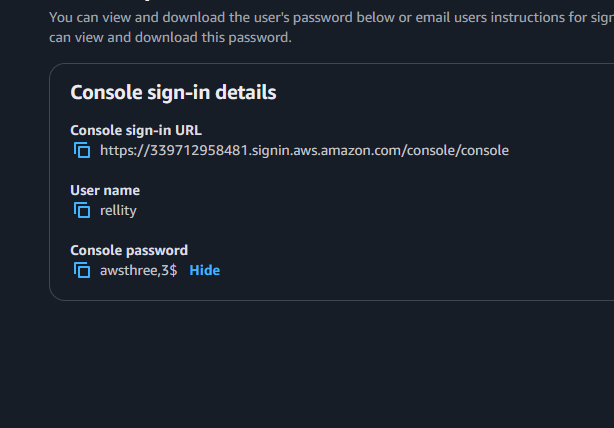 You can view and download the user's password below or email users instructions for
can view and download this password.
Console sign-in details
Console sign-in URL
https://339712958481.signin.aws.amazon.com/console/console
User name
rellity
Console password
awsthree,3$ Hide